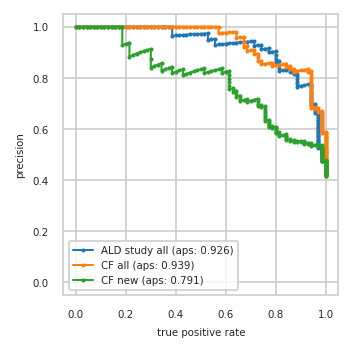 1.0
0.8
0.6
0.4
0.2
0.0
precision
ALD study all (aps: 0.926)
CF all (aps: 0.939)
CF new (aps: 0.791)
0.0 0.2 0.4 0.6 0.8 1.0
true positive rate